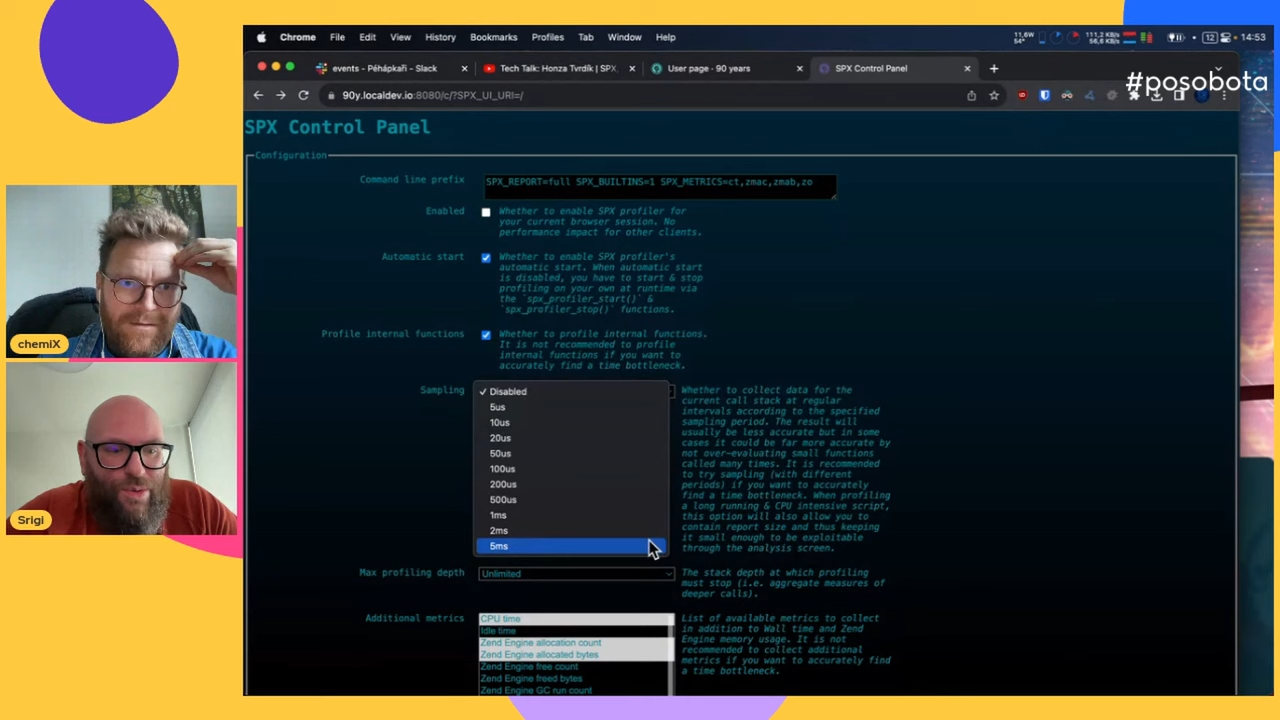 Chrome File Edit View History Bookmarks Profiles Tab Window Help
11,6W 54° 111,2 KB/s 56,6 KB/s 12 14:53
events - Péhápkaři - Slack
Tech Talk: Honza Tvrdík | SPX,
User page · 90 years
SPX Control Panel
#posobota
90y.localdev.io:8080/c/?SPX_UI_URI=/
SPX Control Panel
Configuration
Command line prefix
SPX_REPORT=full SPX_BUILTINS=1 SPX_METRICS=ct,zmac,zmab,zo
Enabled
Whether to enable SPX profiler for
your current browser session. No
performance impact for other clients.
Automatic start
Whether to enable SPX profiler's
automatic start. When automatic start
is disabled, you have to start & stop
profiling on your own at runtime via
the `spx_profiler_start()` &
`spx_profiler_stop()` functions.
Profile internal functions
Whether to profile internal functions.
It is not recommended to profile
internal functions if you want to
accurately find a time bottleneck.
Sampling
✓ Disabled
5us
10us
20us
50us
100us
200us
500us
1ms
2ms
5ms
Whether to collect data for the
current call stack at regular
intervals according to the specified
sampling period. The result will
usually be less accurate but in some
cases it could be far more accurate by
not over-evaluating small functions
called many times. It is recommended
to try sampling (with different
periods) if you want to accurately
find a time bottleneck. When profiling
a long running & CPU intensive script,
this option will also allow you to
contain report size and thus keeping
it small enough to be exploitable
through the analysis screen.
Max profiling depth
Unlimited
The stack depth at which profiling
must stop (i.e. aggregate measures of
deeper calls).
Additional metrics
CPU time
Idle time
Zend Engine allocation count
Zend Engine allocated bytes
Zend Engine free count
Zend Engine freed bytes
Zend Engine GC run count
List of available metrics to collect
in addition to Wall time and Zend
Engine memory usage. It is not
recommended to collect additional
metrics if you want to accurately find
a time bottleneck.
chemiX
Srigi